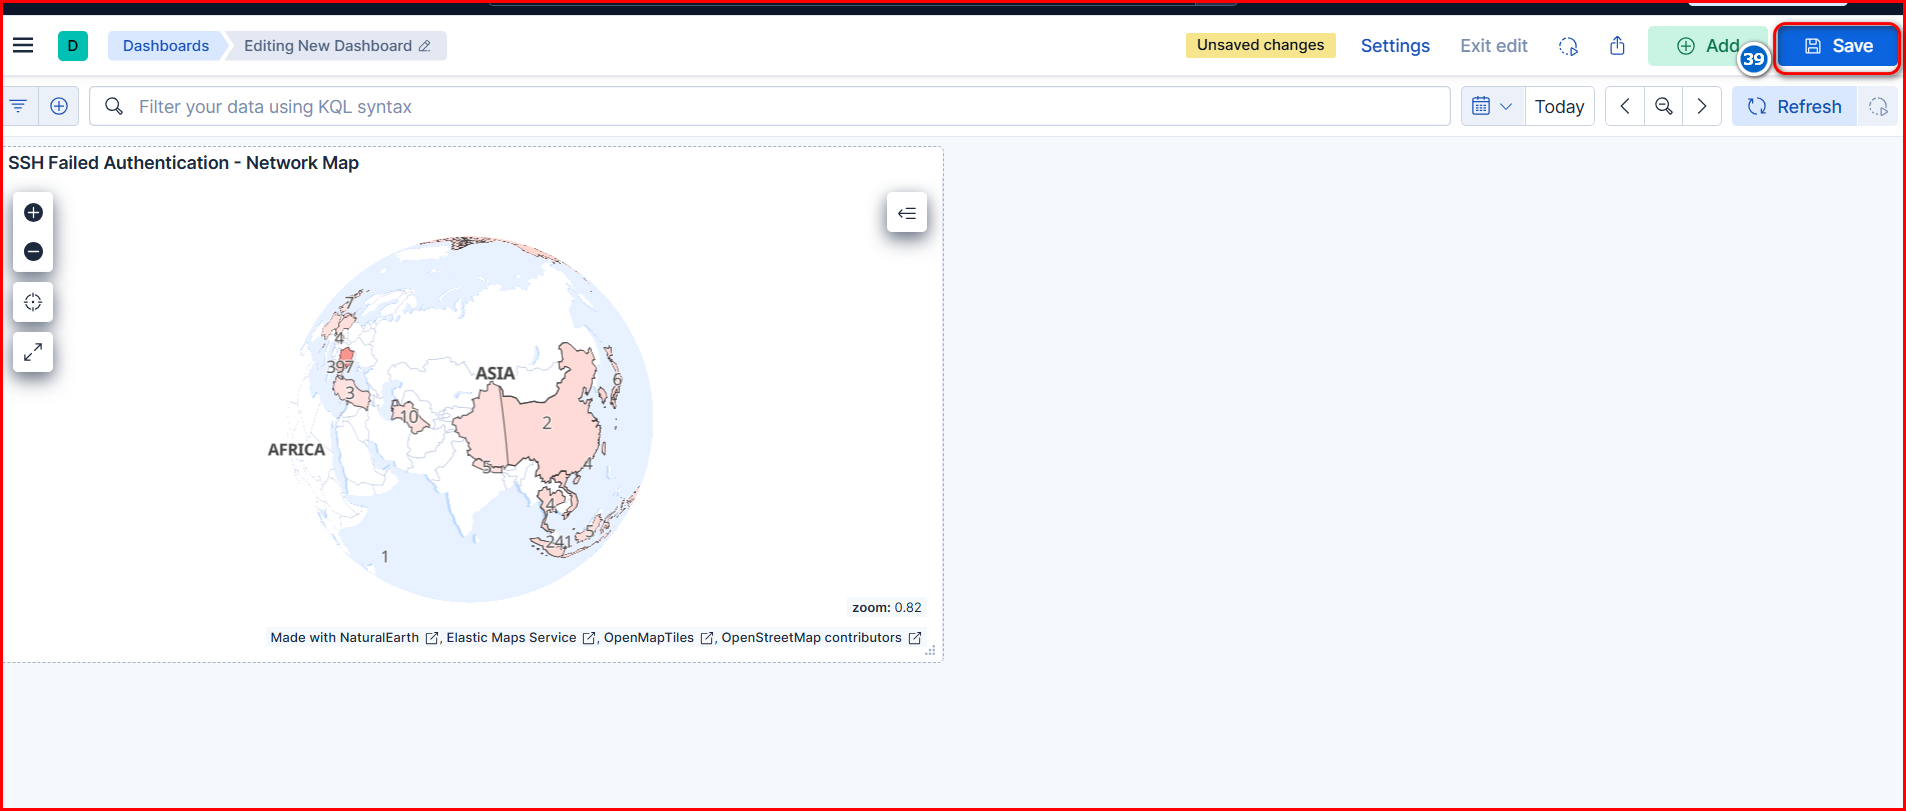 D Dashboards Editing New Dashboard Unsaved changes Settings Exit edit Add 39 Save
Filter your data using KQL syntax Today Refresh
SSH Failed Authentication - Network Map
7
4
397
3
ASIA
10
6
2
AFRICA
5
4
4
5
241
1
zoom: 0.82
Made with NaturalEarth , Elastic Maps Service , OpenMapTiles , OpenStreetMap contributors